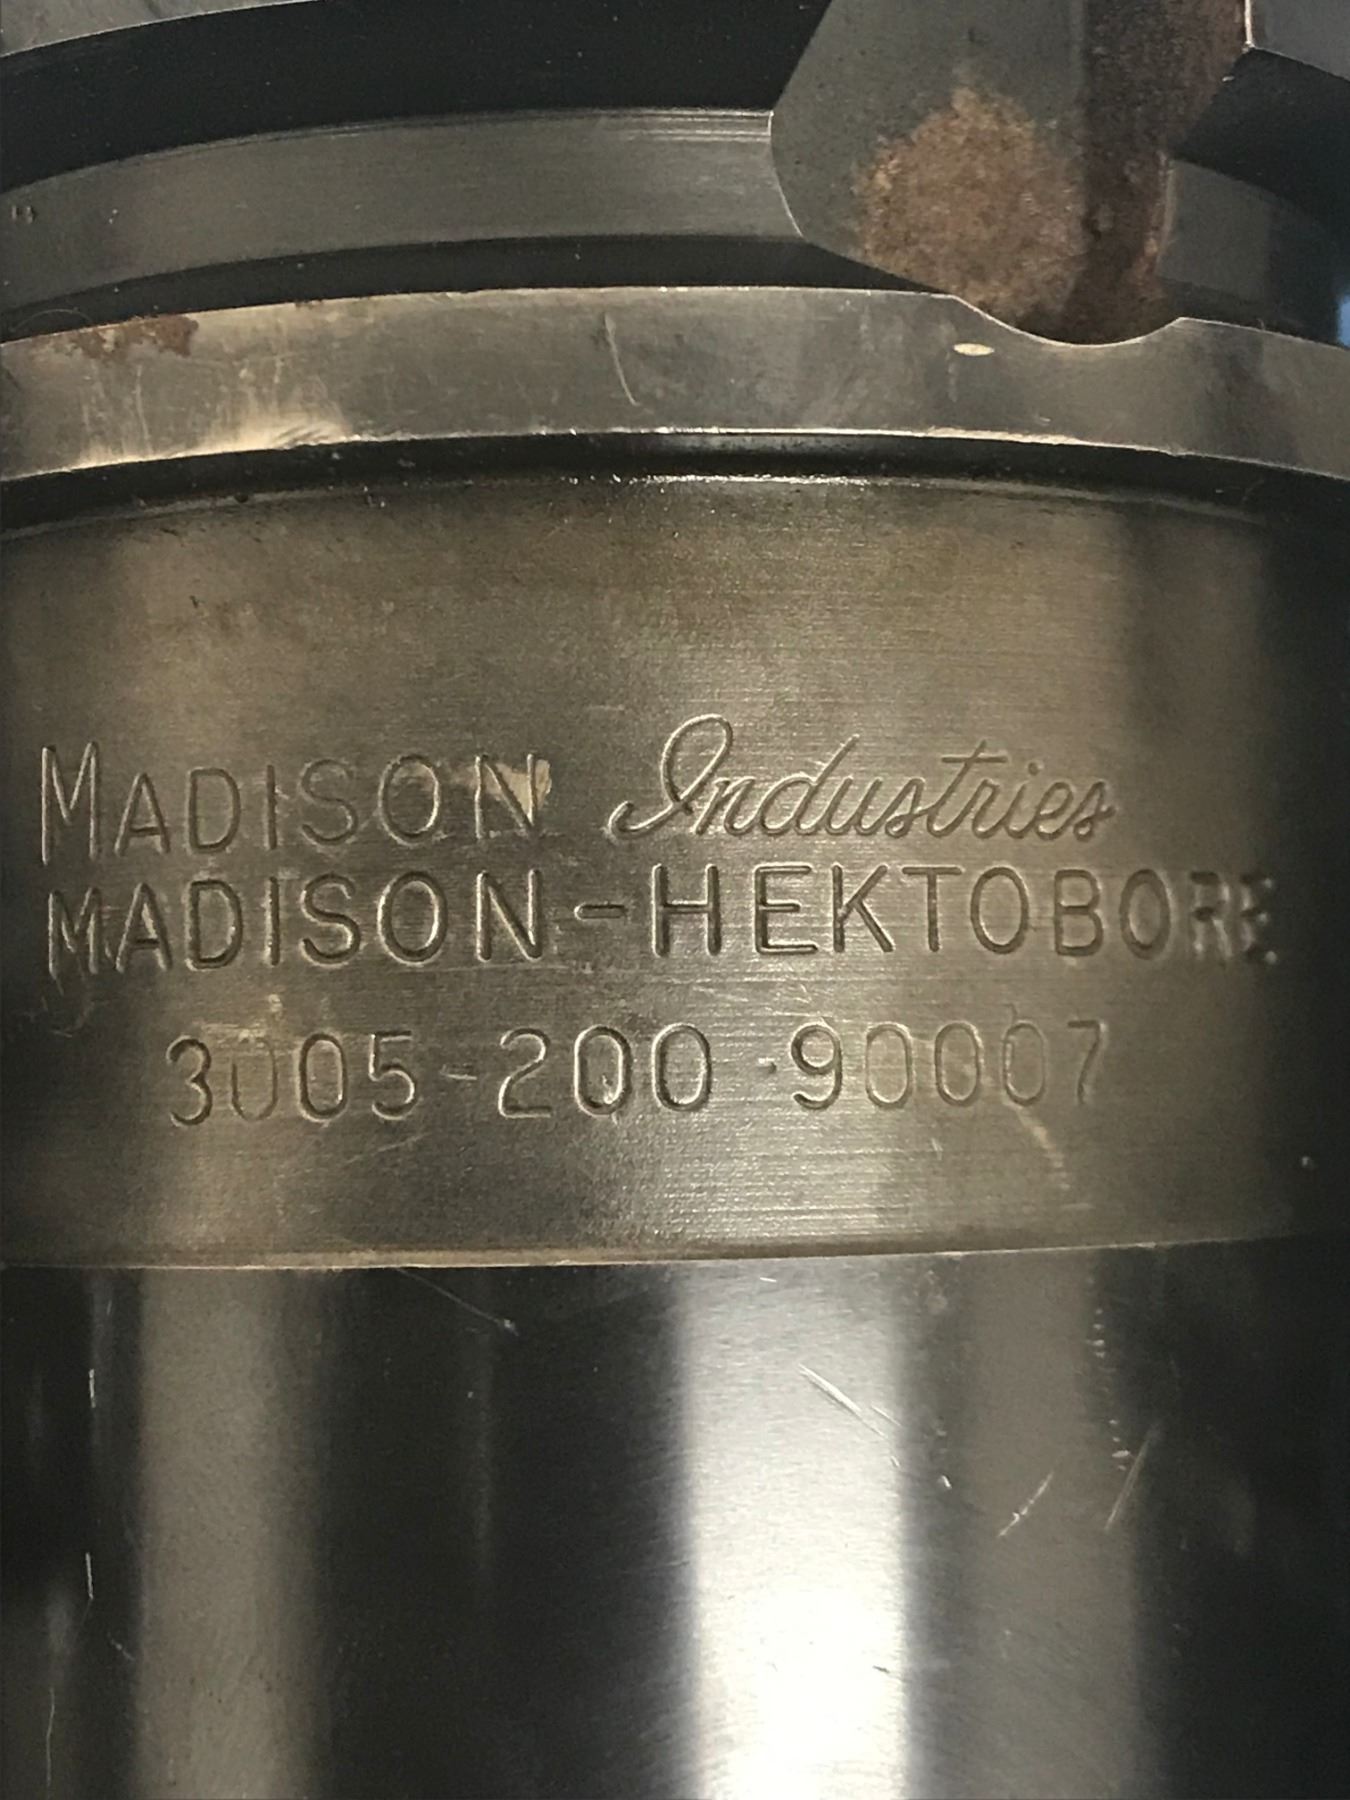 MADISON Industries
MADISON-HEKTOBORE
3005-200-90007